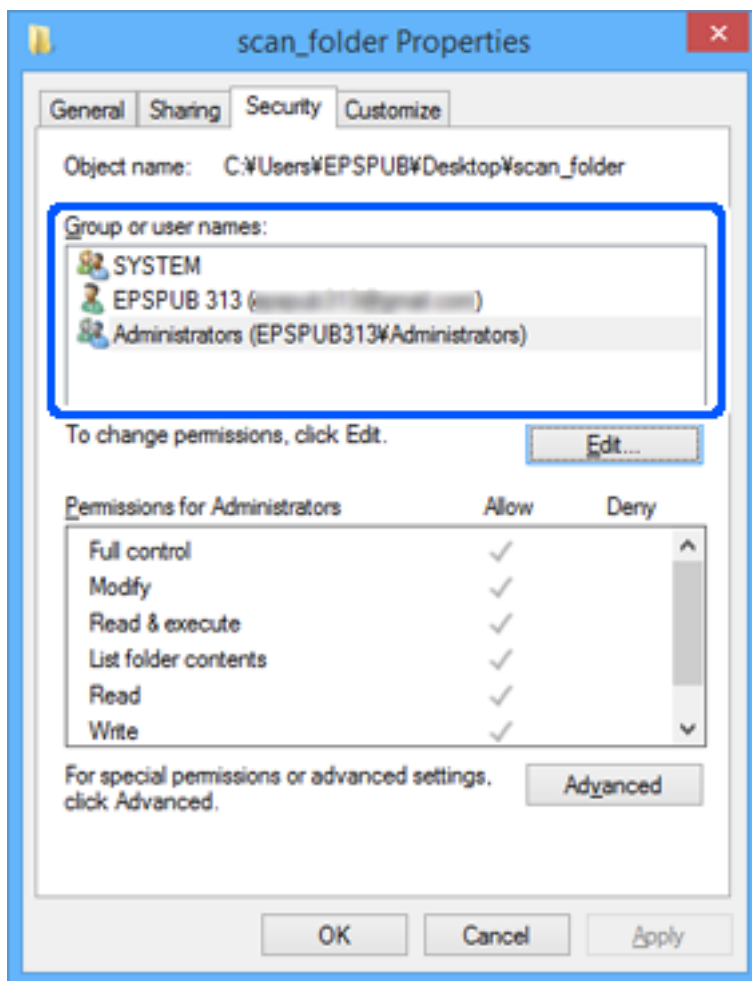 scan_folder Properties
General Sharing Security Customize
Object name: C:¥Users¥EPSPUB¥Desktop¥scan_folder
Group or user names:
SYSTEM
EPSPUB 313 ( )
Administrators (EPSPUB313¥Administrators)
To change permissions, click Edit.
Edit...
Permissions for Administrators Allow Deny
Full control
Modify
Read & execute
List folder contents
Read
Write
For special permissions or advanced settings,
click Advanced.
Advanced
OK Cancel Apply